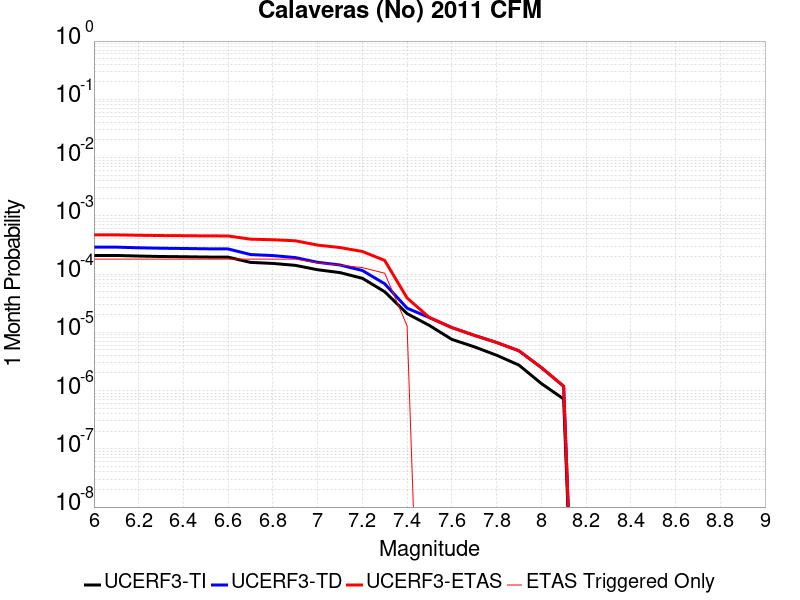 Calaveras (No) 2011 CFM
1 Month Probability
10^0
10^-1
10^-2
10^-3
10^-4
10^-5
10^-6
10^-7
10^-8
6 6.2 6.4 6.6 6.8 7 7.2 7.4 7.6 7.8 8 8.2 8.4 8.6 8.8 9
Magnitude
UCERF3-TI UCERF3-TD UCERF3-ETAS ETAS Triggered Only